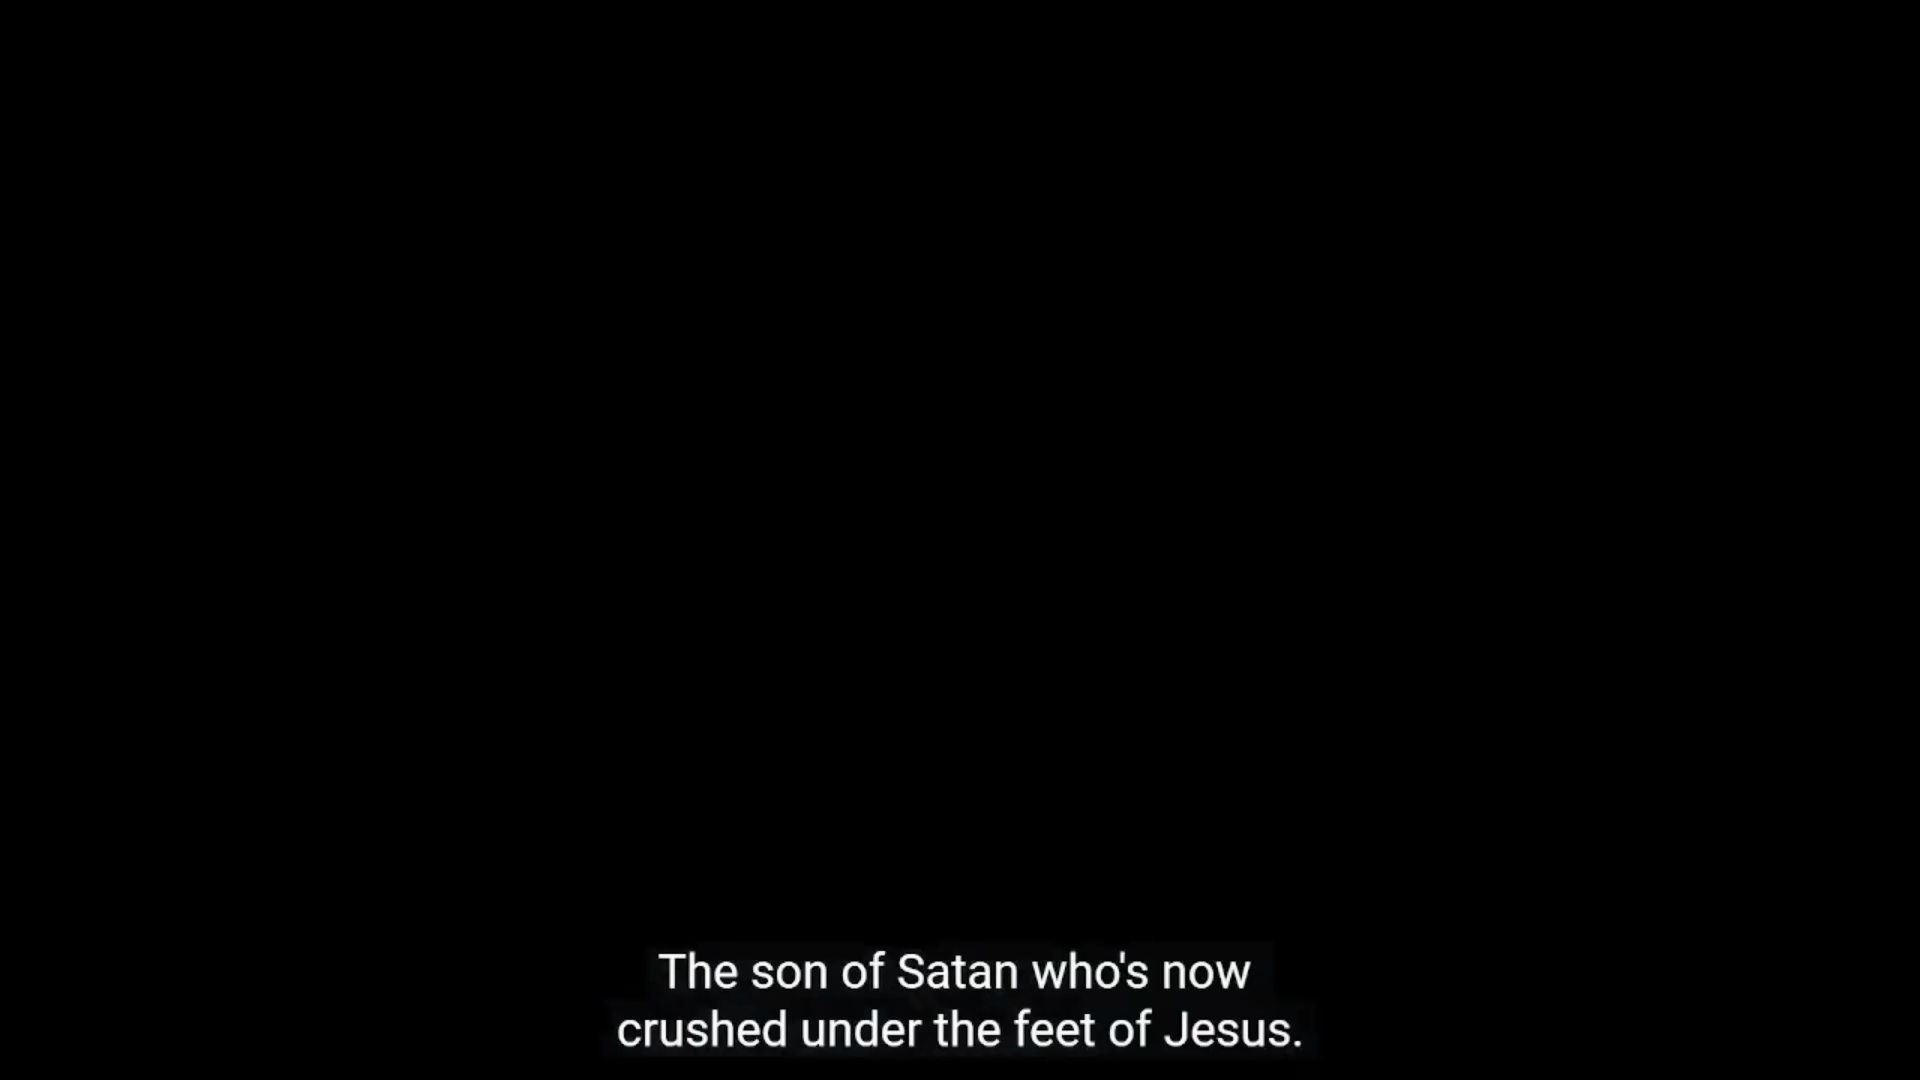 The son of Satan who's now
crushed under the feet of Jesus.